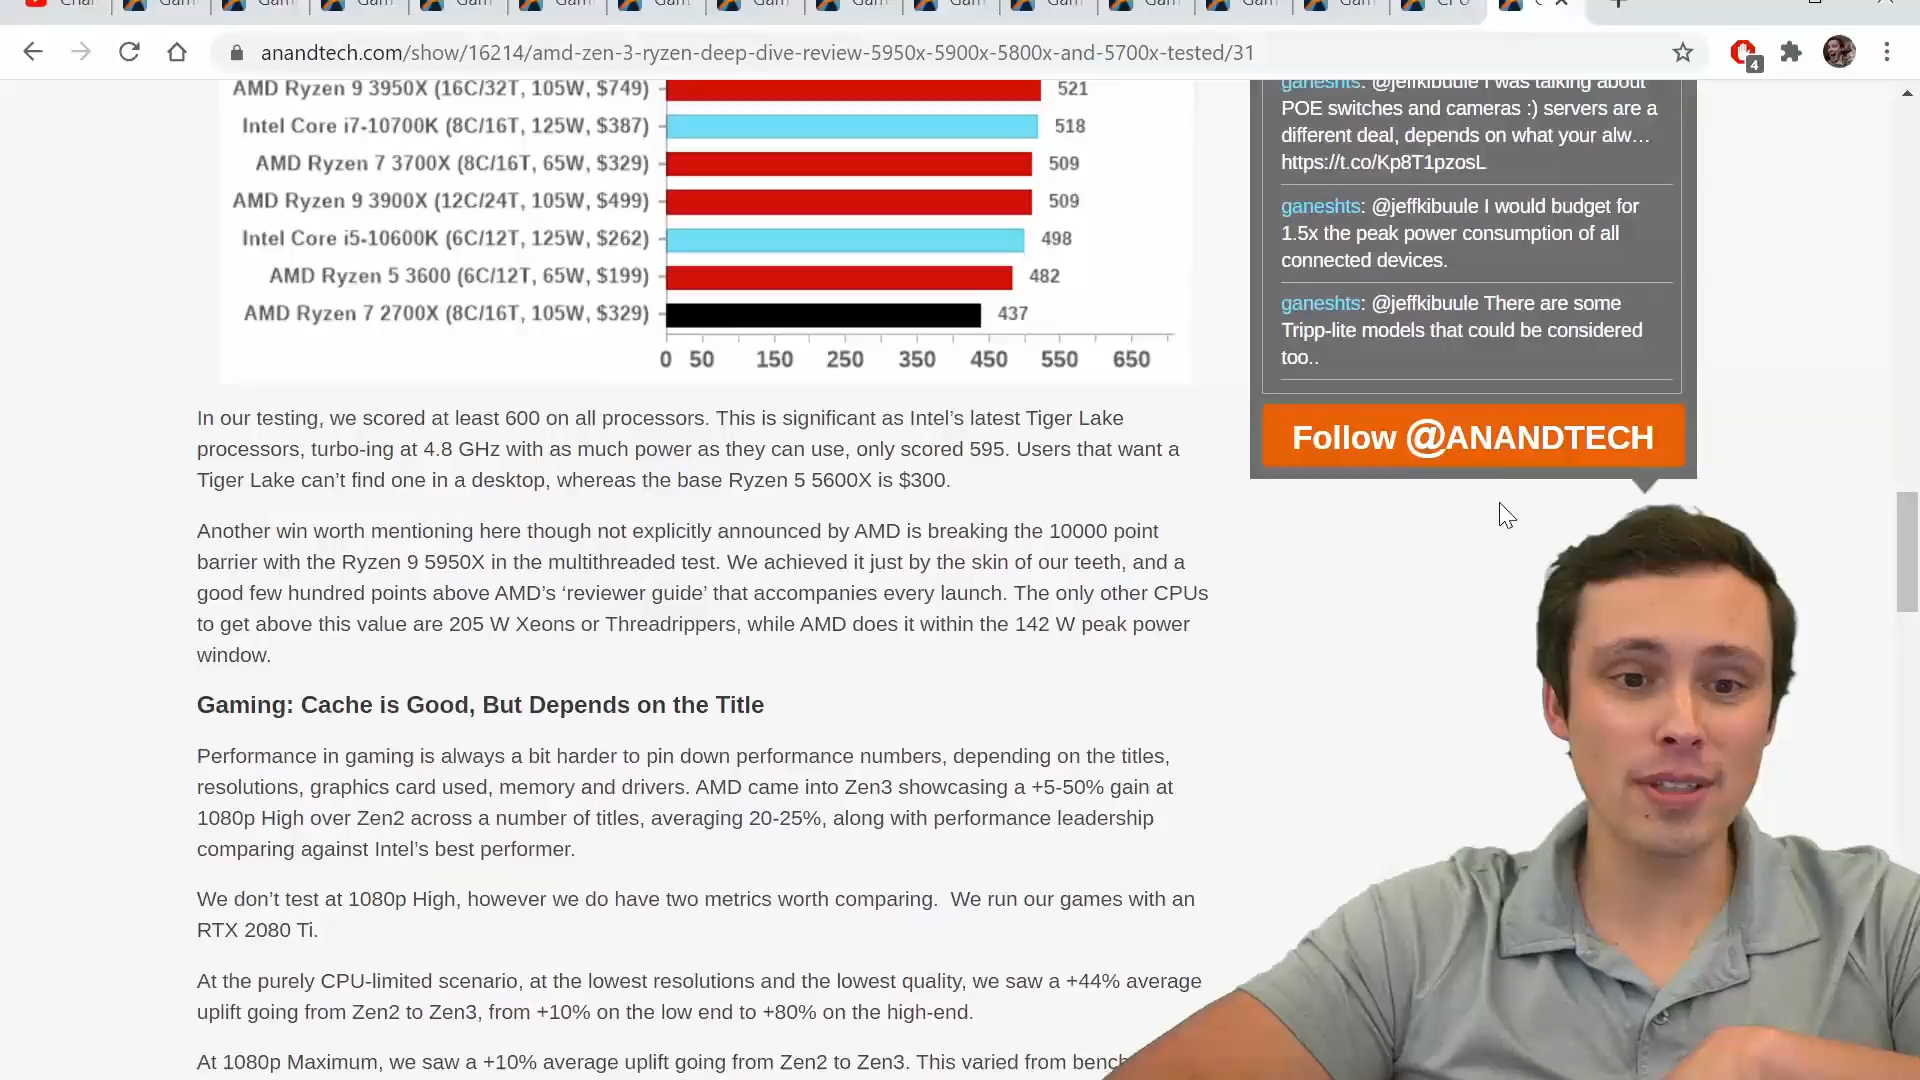 anandtech.com/show/16214/amd-zen-3-ryzen-deep-dive-review-5950x-5900x-5800x-and-5700x-tested/31
4
AMD Ryzen 9 3950X (16C/32T, 105W, $749) 521
Intel Core i7-10700K (8C/16T, 125W, $387) 518
AMD Ryzen 7 3700X (8C/16T, 65W, $329) 509
AMD Ryzen 9 3900X (12C/24T, 105W, $499) 509
Intel Core i5-10600K (6C/12T, 125W, $262) 498
AMD Ryzen 5 3600 (6C/12T, 65W, $199) 482
AMD Ryzen 7 2700X (8C/16T, 105W, $329) 437
0 50 150 250 350 450 550 650
In our testing, we scored at least 600 on all processors. This is significant as Intel's latest Tiger Lake
processors, turbo-ing at 4.8 GHz with as much power as they can use, only scored 595. Users that want a
Tiger Lake can't find one in a desktop, whereas the base Ryzen 5 5600X is $300.
Another win worth mentioning here though not explicitly announced by AMD is breaking the 10000 point
barrier with the Ryzen 9 5950X in the multithreaded test. We achieved it just by the skin of our teeth, and a
good few hundred points above AMD's ‘reviewer guide’ that accompanies every launch. The only other CPUs
to get above this value are 205 W Xeons or Threadrippers, while AMD does it within the 142 W peak power
window.
Gaming: Cache is Good, But Depends on the Title
Performance in gaming is always a bit harder to pin down performance numbers, depending on the titles,
resolutions, graphics card used, memory and drivers. AMD came into Zen3 showcasing a +5-50% gain at
1080p High over Zen2 across a number of titles, averaging 20-25%, along with performance leadership
comparing against Intel's best performer.
We don't test at 1080p High, however we do have two metrics worth comparing. We run our games with an
RTX 2080 Ti.
At the purely CPU-limited scenario, at the lowest resolutions and the lowest quality, we saw a +44% average
uplift going from Zen2 to Zen3, from +10% on the low end to +80% on the high-end.
At 1080p Maximum, we saw a +10% average uplift going from Zen2 to Zen3. This varied from
ganeshts: @jeffkibuule I was talking about
POE switches and cameras :) servers are a
different deal, depends on what your alw…
https://t.co/Kp8T1pzosL
ganeshts: @jeffkibuule I would budget for
1.5x the peak power consumption of all
connected devices.
ganeshts: @jeffkibuule There are some
Tripp-lite models that could be considered
too..
Follow @ANANDTECH